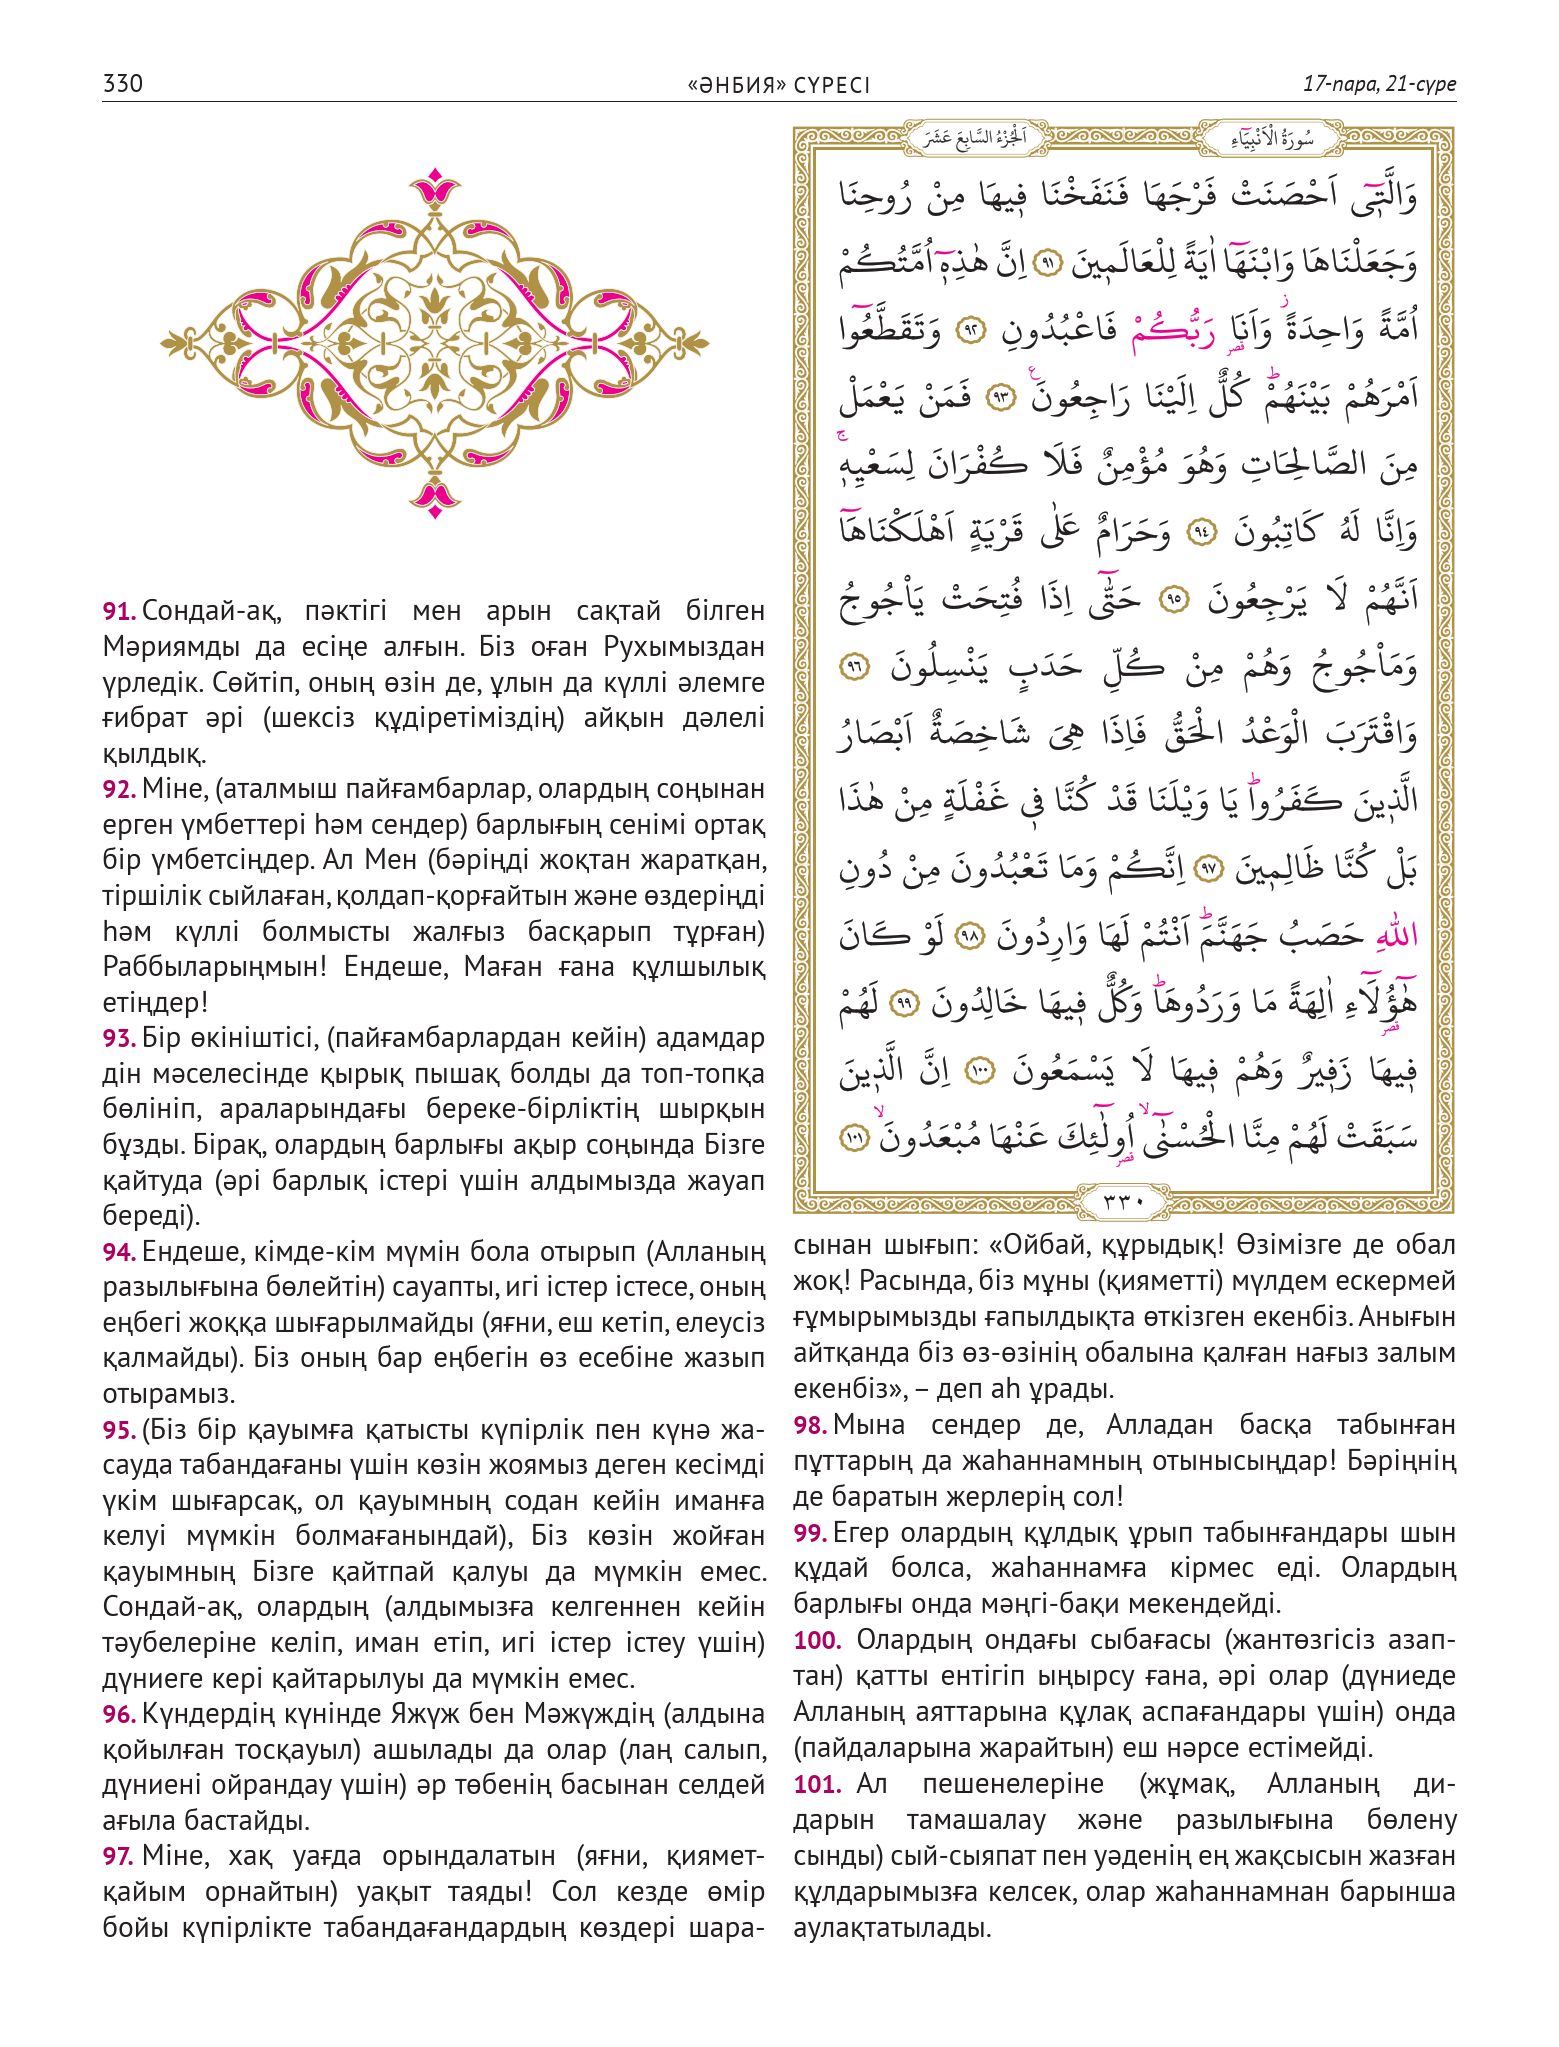 330
«ӘНБИЯ» СҮРЕСІ
17-пара, 21-сүре
سُورَةُ الْاَنْبِيَٓاءِ
اَلْجُزْءُ السَّابِعَ عَشَرَ
وَالَّت۪ٓي اَحْصَنَتْ فَرْجَهَا فَنَفَخْنَا ف۪يهَا مِنْ رُوحِنَا
وَجَعَلْنَاهَا وَابْنَهَٓا اٰيَةً لِلْعَالَم۪ينَ ﴿٩١﴾ اِنَّ هٰذِه۪ٓ اُمَّتُكُمْ
اُمَّةً وَاحِدَةًۘ وَاَنَا۬ رَبُّكُمْ فَاعْبُدُونِ ﴿٩٢﴾ وَتَقَطَّعُٓوا
اَمْرَهُمْ بَيْنَهُمْۜ كُلٌّ اِلَيْنَا رَاجِعُونَ۟ ﴿٩٣﴾ فَمَنْ يَعْمَلْ
مِنَ الصَّالِحَاتِ وَهُوَ مُؤْمِنٌ فَلَا كُفْرَانَ لِسَعْيِه۪ۚ
وَاِنَّا لَهُ كَاتِبُونَ ﴿٩٤﴾ وَحَرَامٌ عَلٰى قَرْيَةٍ اَهْلَكْنَاهَٓا
اَنَّهُمْ لَا يَرْجِعُونَ ﴿٩٥﴾ حَتّٰٓى اِذَا فُتِحَتْ يَاْجُوجُ
وَمَاْجُوجُ وَهُمْ مِنْ كُلِّ حَدَبٍ يَنْسِلُونَ ﴿٩٦﴾
وَاقْتَرَبَ الْوَعْدُ الْحَقُّ فَاِذَا هِيَ شَاخِصَةٌ اَبْصَارُ
الَّذ۪ينَ كَفَرُواۜ يَا وَيْلَنَا قَدْ كُنَّا ف۪ي غَفْلَةٍ مِنْ هٰذَا
بَلْ كُنَّا ظَالِم۪ينَ ﴿٩٧﴾ اِنَّكُمْ وَمَا تَعْبُدُونَ مِنْ دُونِ
اللّٰهِ حَصَبُ جَهَنَّمَۜ اَنْتُمْ لَهَا وَارِدُونَ ﴿٩٨﴾ لَوْ كَانَ
هٰٓؤُ۬لَٓاءِ اٰلِهَةً مَا وَرَدُوهَاۜ وَكُلٌّ ف۪يهَا خَالِدُونَ ﴿٩٩﴾ لَهُمْ
ف۪يهَا زَف۪يرٌ وَهُمْ ف۪يهَا لَا يَسْمَعُونَ ﴿١٠٠﴾ اِنَّ الَّذ۪ينَ
سَبَقَتْ لَهُمْ مِنَّا الْحُسْنٰٓىۙ اُو۬لٰٓئِكَ عَنْهَا مُبْعَدُونَۙ ﴿١٠١﴾
٣٣٠
91. Сондай-ақ, пәктігі мен арын сақтай білген
Мәриямды да есіңе алғын. Біз оған Рухымыздан
үрледік. Сөйтіп, оның өзін де, ұлын да күллі әлемге
ғибрат әрі (шексіз құдіретіміздің) айқын дәлелі
қылдық.
92. Міне, (аталмыш пайғамбарлар, олардың соңынан
ерген үмбеттері һәм сендер) барлығың сенімі ортақ
бір үмбетсіңдер. Ал Мен (бәріңді жоқтан жаратқан,
тіршілік сыйлаған, қолдап-қорғайтын және өздеріңді
һәм күллі болмысты жалғыз басқарып тұрған)
Раббыларыңмын! Ендеше, Маған ғана құлшылық
етіңдер!
93. Бір өкініштісі, (пайғамбарлардан кейін) адамдар
дін мәселесінде қырық пышақ болды да топ-топқа
бөлініп, араларындағы береке-бірліктің шырқын
бұзды. Бірақ, олардың барлығы ақыр соңында Бізге
қайтуда (әрі барлық істері үшін алдымызда жауап
береді).
94. Ендеше, кімде-кім мүмін бола отырып (Алланың
разылығына бөлейтін) сауапты, игі істер істесе, оның
еңбегі жоққа шығарылмайды (яғни, еш кетіп, елеусіз
қалмайды). Біз оның бар еңбегін өз есебіне жазып
отырамыз.
95. (Біз бір қауымға қатысты күпірлік пен күнә жа-
сауда табандағаны үшін көзін жоямыз деген кесімді
үкім шығарсақ, ол қауымның содан кейін иманға
келуі мүмкін болмағанындай), Біз көзін жойған
қауымның Бізге қайтпай қалуы да мүмкін емес.
Сондай-ақ, олардың (алдымызға келгеннен кейін
тәубелеріне келіп, иман етіп, игі істер істеу үшін)
дүниеге кері қайтарылуы да мүмкін емес.
96. Күндердің күнінде Яжүж бен Мәжүждің (алдына
қойылған тосқауыл) ашылады да олар (лаң салып,
дүниені ойрандау үшін) әр төбенің басынан селдей
ағыла бастайды.
97. Міне, хақ уағда орындалатын (яғни, қиямет-
қайым орнайтын) уақыт таяды! Сол кезде өмір
бойы күпірлікте табандағандардың көздері шара-
сынан шығып: «Ойбай, құрыдық! Өзімізге де обал
жоқ! Расында, біз мұны (қияметті) мүлдем ескермей
ғұмырымызды ғапылдықта өткізген екенбіз. Анығын
айтқанда біз өз-өзінің обалына қалған нағыз залым
екенбіз», – деп аһ ұрады.
98. Мына сендер де, Алладан басқа табынған
пұттарың да жаһаннамның отынысыңдар! Бәріңнің
де баратын жерлерің сол!
99. Егер олардың құлдық ұрып табынғандары шын
құдай болса, жаһаннамға кірмес еді. Олардың
барлығы онда мәңгі-бақи мекендейді.
100. Олардың ондағы сыбағасы (жантөзгісіз азап-
тан) қатты ентігіп ыңырсу ғана, әрі олар (дүниеде
Алланың аяттарына құлақ аспағандары үшін) онда
(пайдаларына жарайтын) еш нәрсе естімейді.
101. Ал пешенелеріне (жұмақ, Алланың ди-
дарын тамашалау және разылығына бөлену
сынды) сый-сыяпат пен уәденің ең жақсысын жазған
құлдарымызға келсек, олар жаһаннамнан барынша
аулақтатылады.